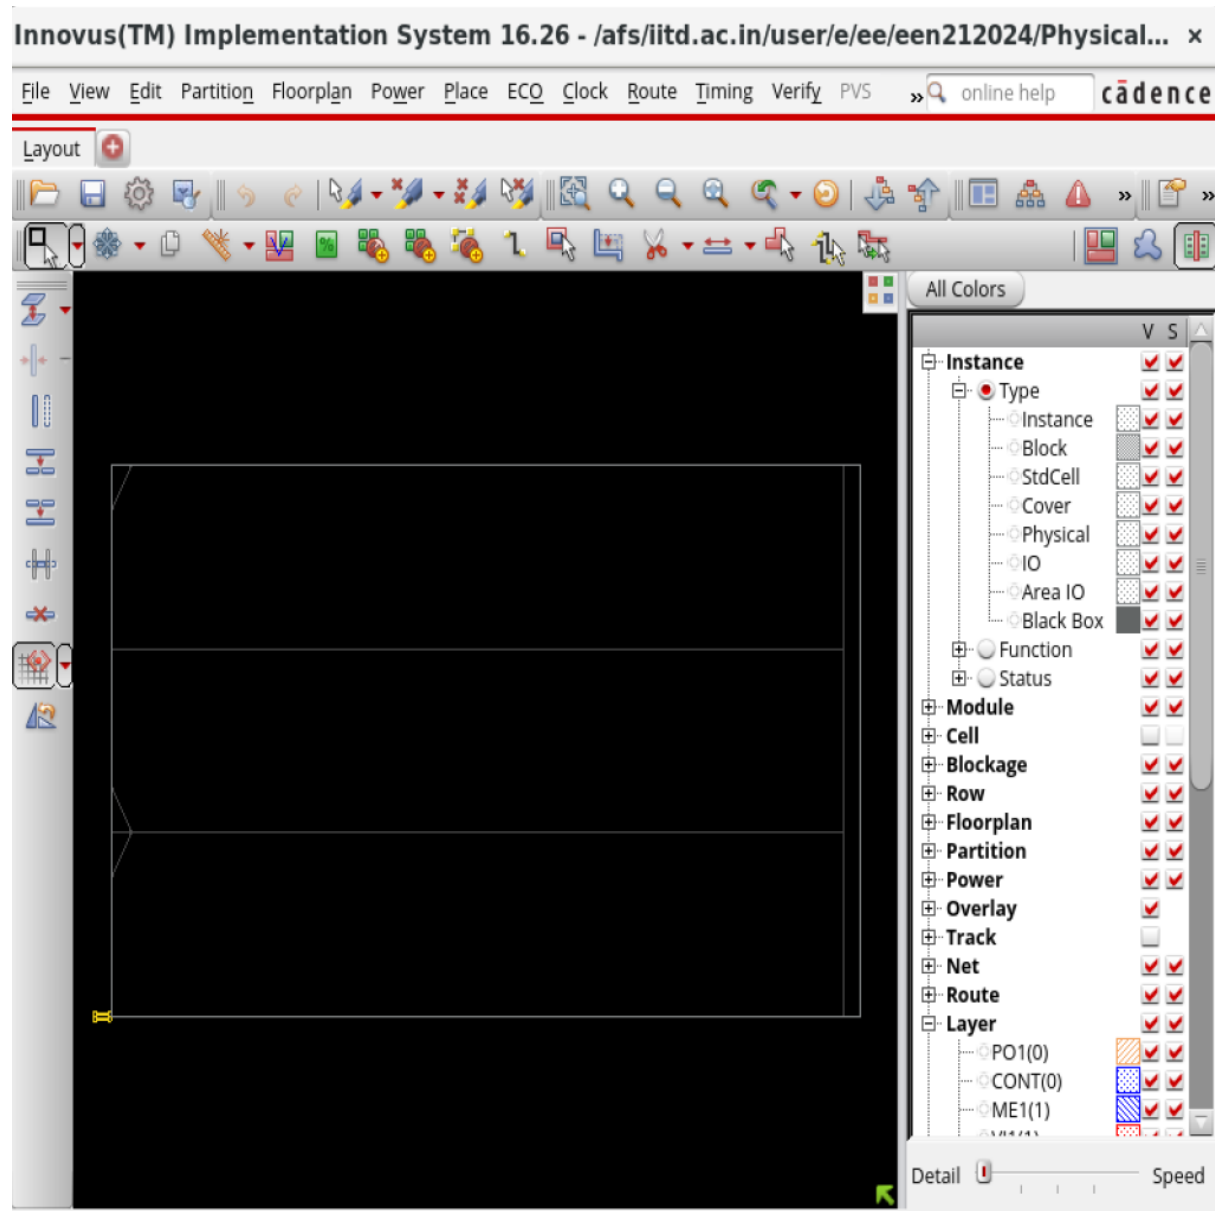 Innovus(TM) Implementation System 16.26 - /afs/iitd.ac.in/user/e/ee/een212024/Physical... ×
File View Edit Partition Floorplan Power Place ECO Clock Route Timing Verify PVS » online help cādence
Layout
» »
All Colors
V S
Instance
Type
Instance
Block
StdCell
Cover
Physical
IO
Area IO
Black Box
Function
Status
Module
Cell
Blockage
Row
Floorplan
Partition
Power
Overlay
Track
Net
Route
Layer
PO1(0)
CONT(0)
ME1(1)
Detail Speed